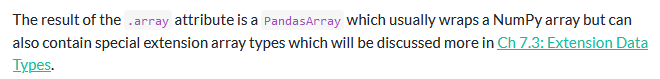 The result of the .array attribute is a PandasArray which usually wraps a NumPy array but can
also contain special extension array types which will be discussed more in Ch 7.3: Extension Data
Types.